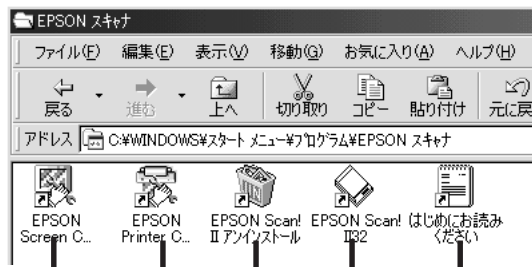 EPSON スキャナ
ファイル(F) 編集(E) 表示(V) 移動(G) お気に入り(A) ヘルプ(H)
戻る 進む 上へ 切り取り コピー 貼り付け 元に戻
アドレス C:¥WINDOWS¥スタート メニュー¥プログラム¥EPSON スキャナ
EPSON Screen C...
EPSON Printer C...
EPSON Scan! II アンインストール
EPSON Scan! II32
はじめにお読みください